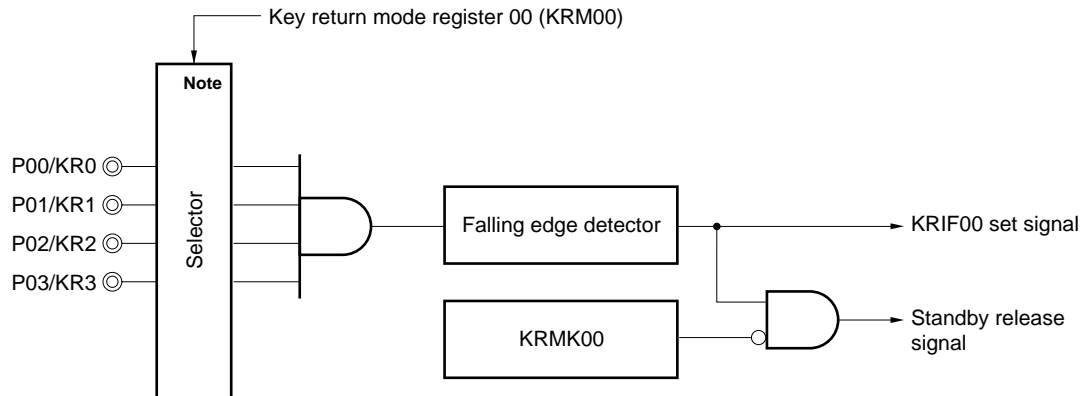 Key return mode register 00 (KRM00)
Note
P00/KR0
P01/KR1
P02/KR2
P03/KR3
Selector
Falling edge detector
KRIF00 set signal
KRMK00
Standby release
signal